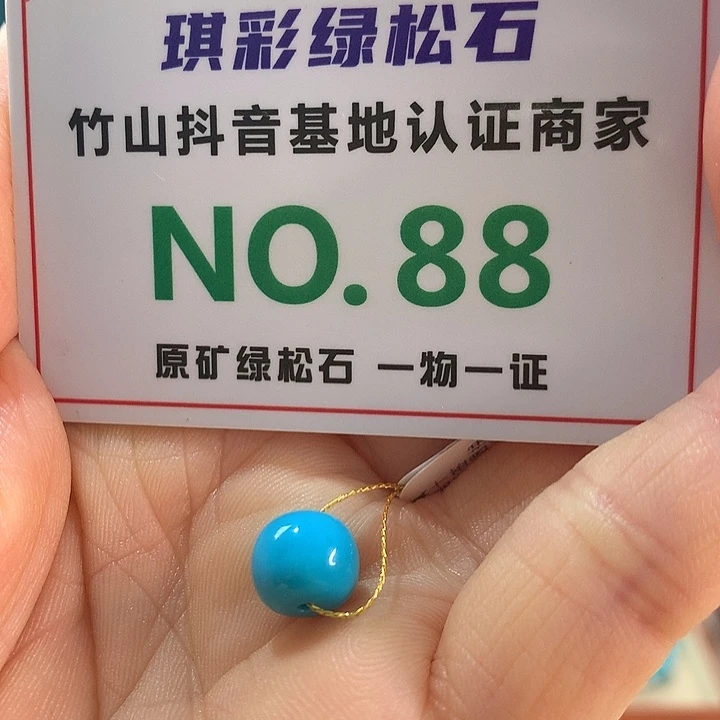 琪彩绿松石
竹山抖音基地认证商家
NO.88
原矿绿松石 一物一证